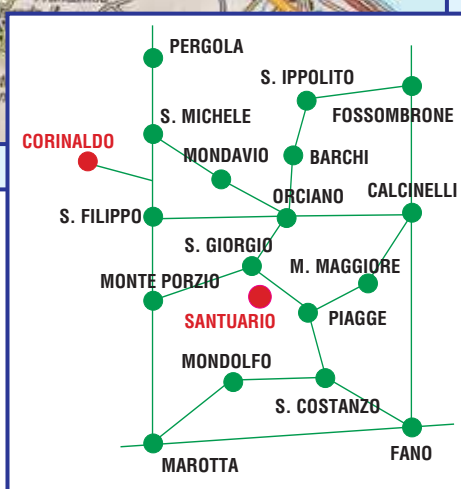 PERGOLA
S. IPPOLITO
FOSSOMBRONE
S. MICHELE
CORINALDO
MONDAVIO
BARCHI
ORCIANO
CALCINELLI
S. FILIPPO
S. GIORGIO
M. MAGGIORE
MONTE PORZIO
SANTUARIO
PIAGGE
MONDOLFO
S. COSTANZO
MAROTTA
FANO